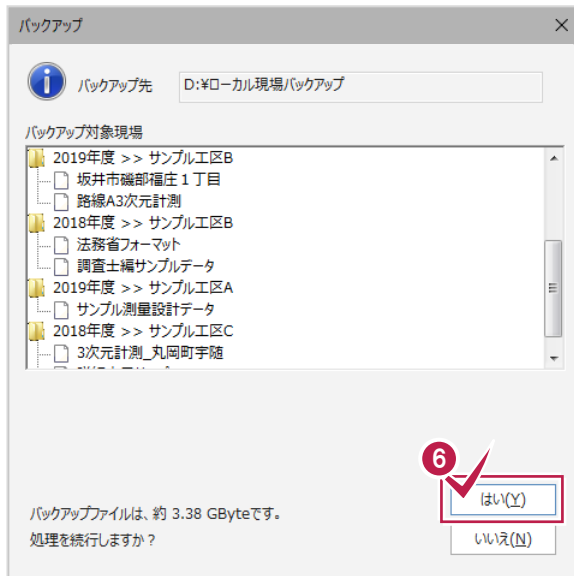 バックアップ
バックアップ先 D:¥ローカル現場バックアップ
バックアップ対象現場
2019年度 >> サンプル工区B
坂井市磯部福庄１丁目
路線A3次元計測
2018年度 >> サンプル工区B
法務省フォーマット
調査士編サンプルデータ
2019年度 >> サンプル工区A
サンプル測量設計データ
2018年度 >> サンプル工区C
3次元計測_丸岡町宇随
6
はい(Y)
バックアップファイルは、約 3.38 GByteです。
処理を続行しますか？
いいえ(N)